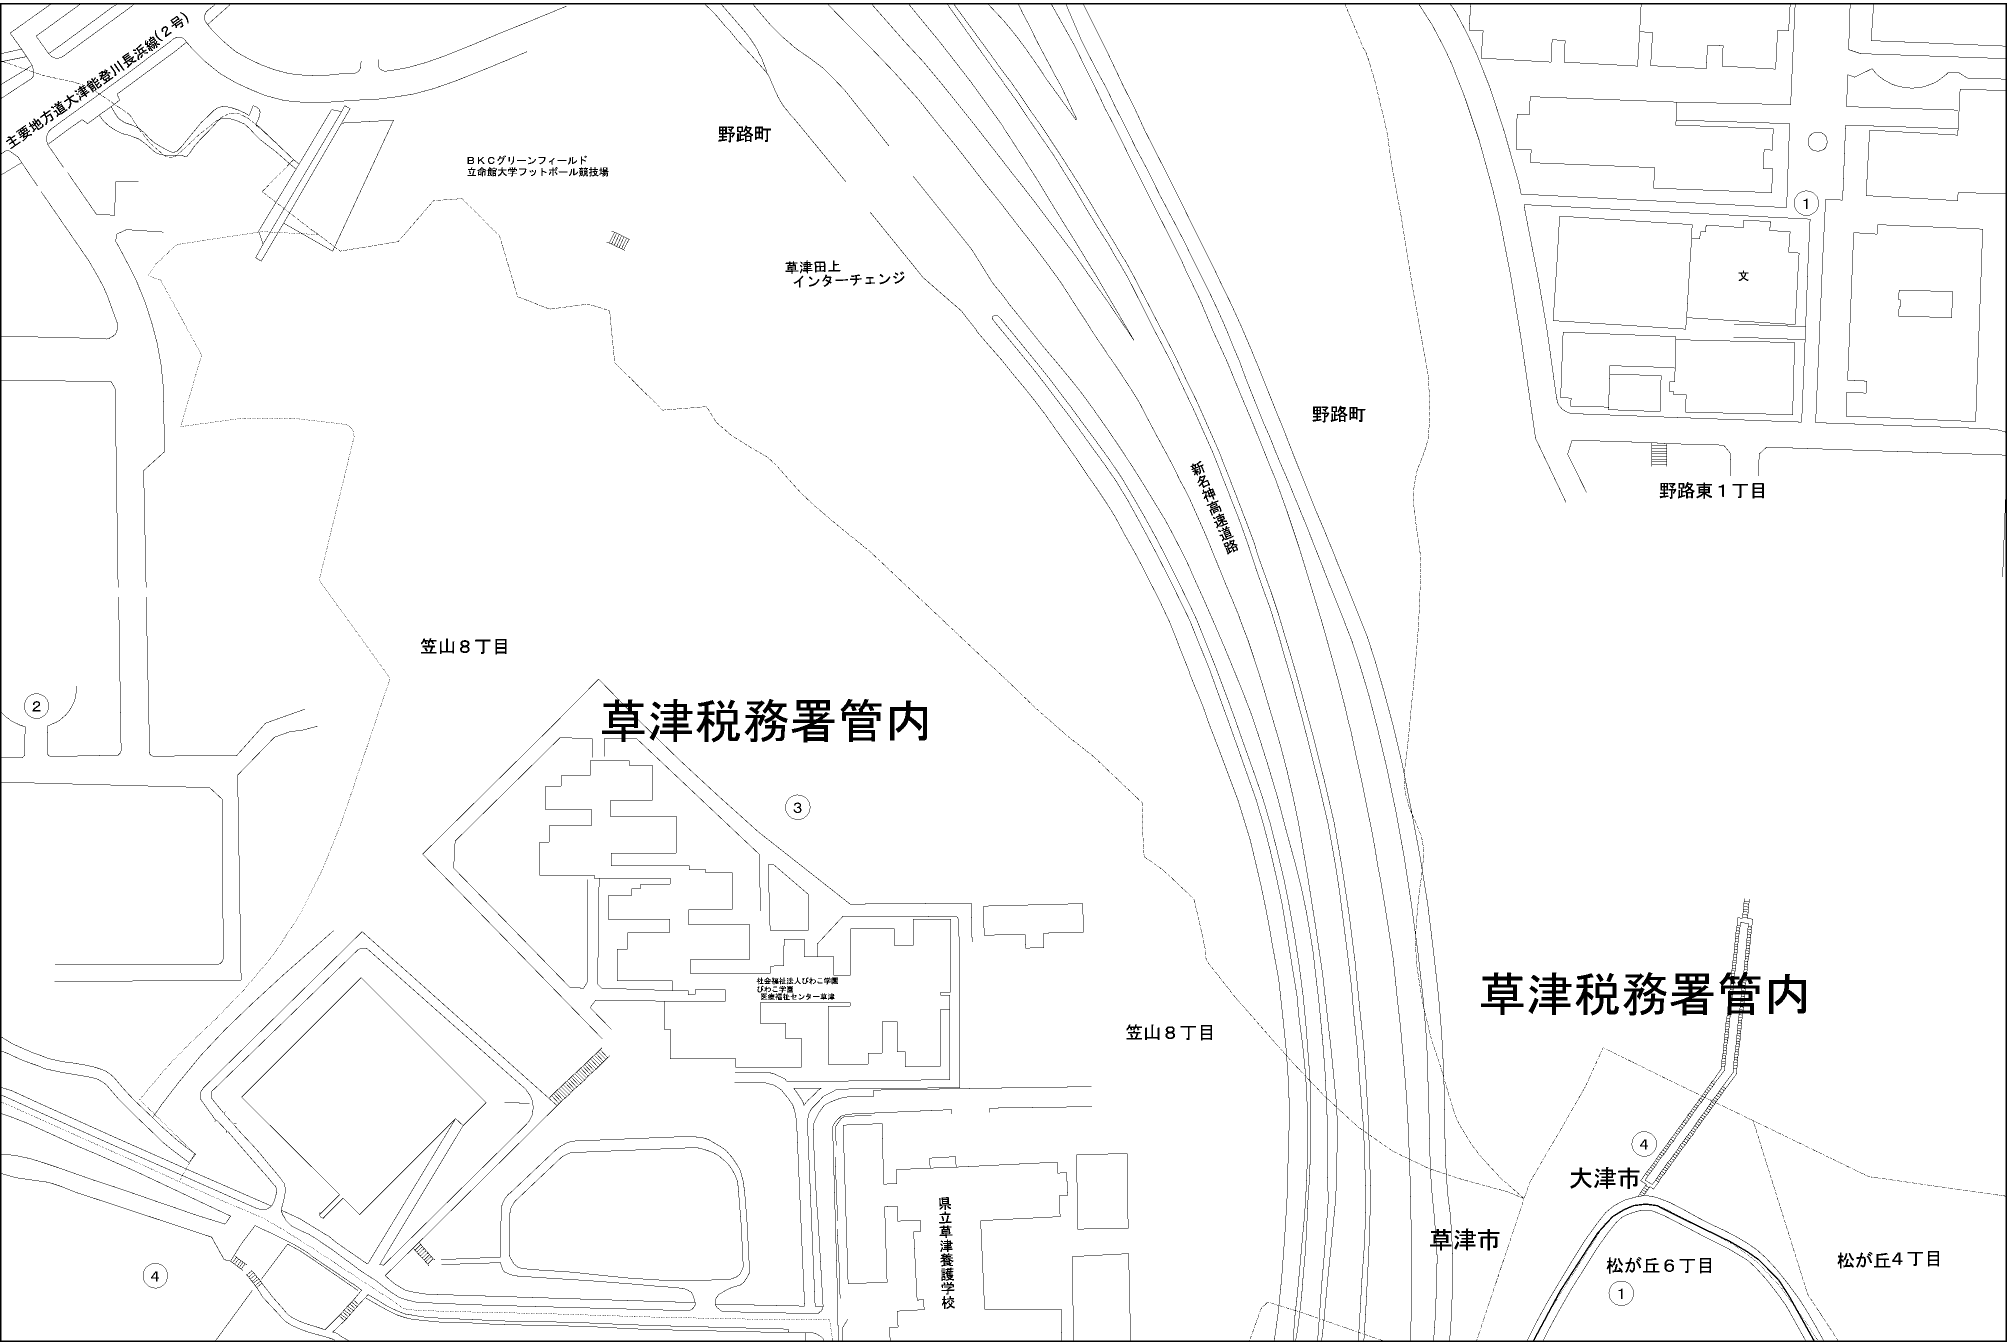 主要地方道大津能登川長浜線(２号)
野路町
ＢＫＣグリーンフィールド
立命館大学フットボール競技場
①
草津田上
インターチェンジ
文
野路町
新名神高速道路
野路東１丁目
笠山８丁目
②
草津税務署管内
③
社会福祉法人びわこ学園
びわこ学園
医療福祉センター草津
草津税務署管内
笠山８丁目
④
大津市
県立草津養護学校
草津市
松が丘６丁目
松が丘４丁目
④
①